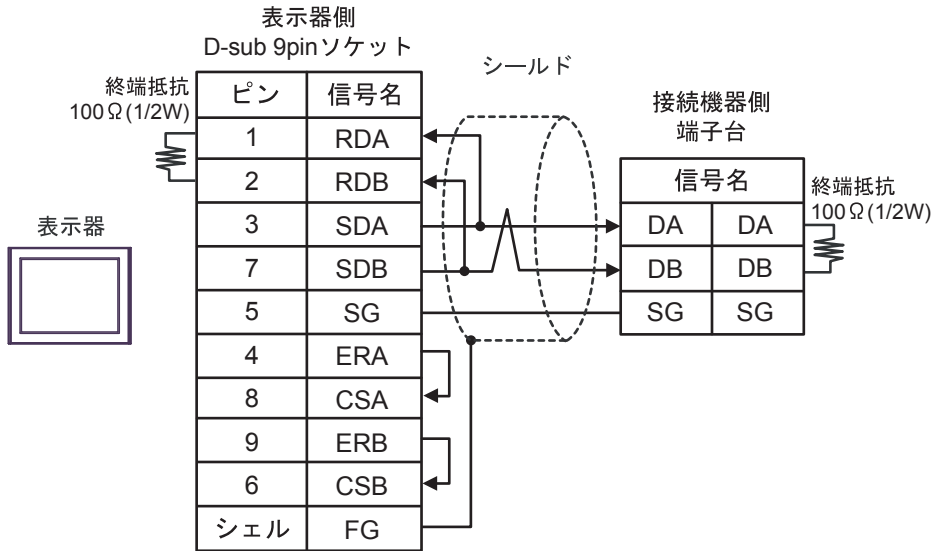 表示器側
D-sub 9pinソケット
シールド
終端抵抗
100Ω(1/2W)
ピン 信号名
1 RDA
2 RDB
3 SDA
7 SDB
5 SG
4 ERA
8 CSA
9 ERB
6 CSB
シェル FG
表示器
接続機器側
端子台
信号名
DA DA
DB DB
SG SG
終端抵抗
100Ω(1/2W)